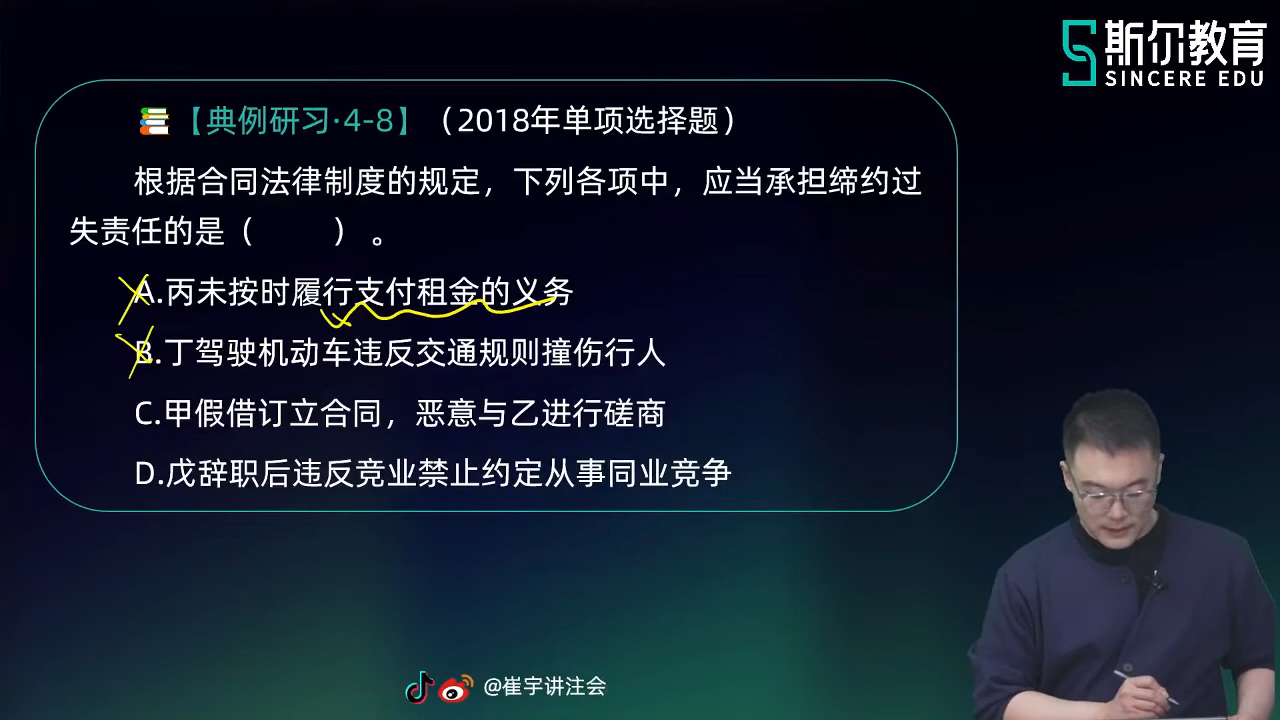 斯尔教育
SINCERE EDU
【典例研习·4-8】（2018年单项选择题）
根据合同法律制度的规定，下列各项中，应当承担缔约过
失责任的是（　　）。
A.丙未按时履行支付租金的义务
B.丁驾驶机动车违反交通规则撞伤行人
C.甲假借订立合同，恶意与乙进行磋商
D.戊辞职后违反竞业禁止约定从事同业竞争
@崔宇讲注会